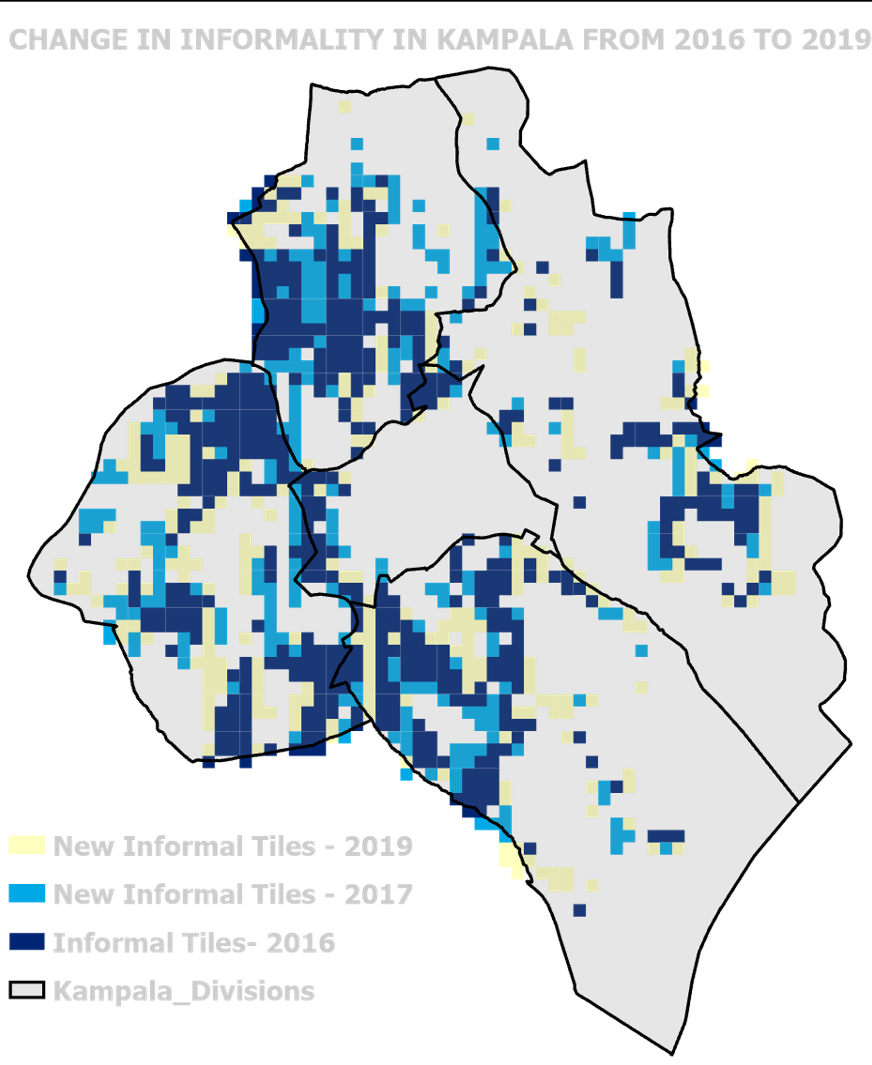 CHANGE IN INFORMALITY IN KAMPALA FROM 2016 TO 2019
New Informal Tiles - 2019
New Informal Tiles - 2017
Informal Tiles- 2016
Kampala_Divisions